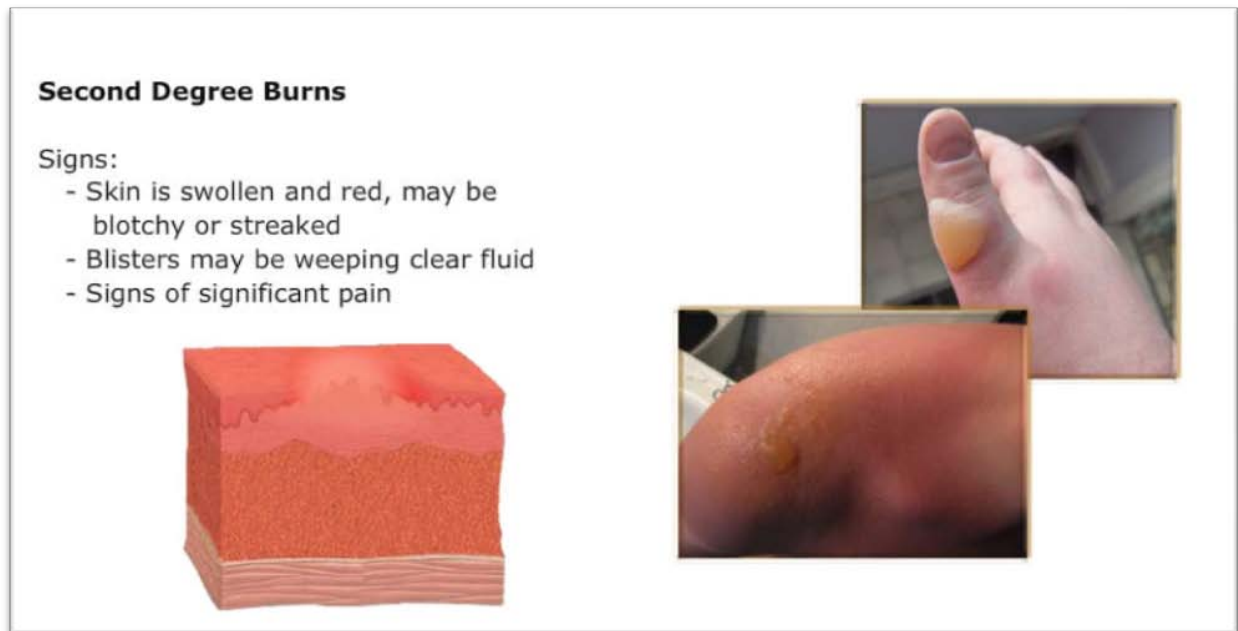 Second Degree Burns
Signs:
- Skin is swollen and red, may be
blotchy or streaked
- Blisters may be weeping clear fluid
- Signs of significant pain